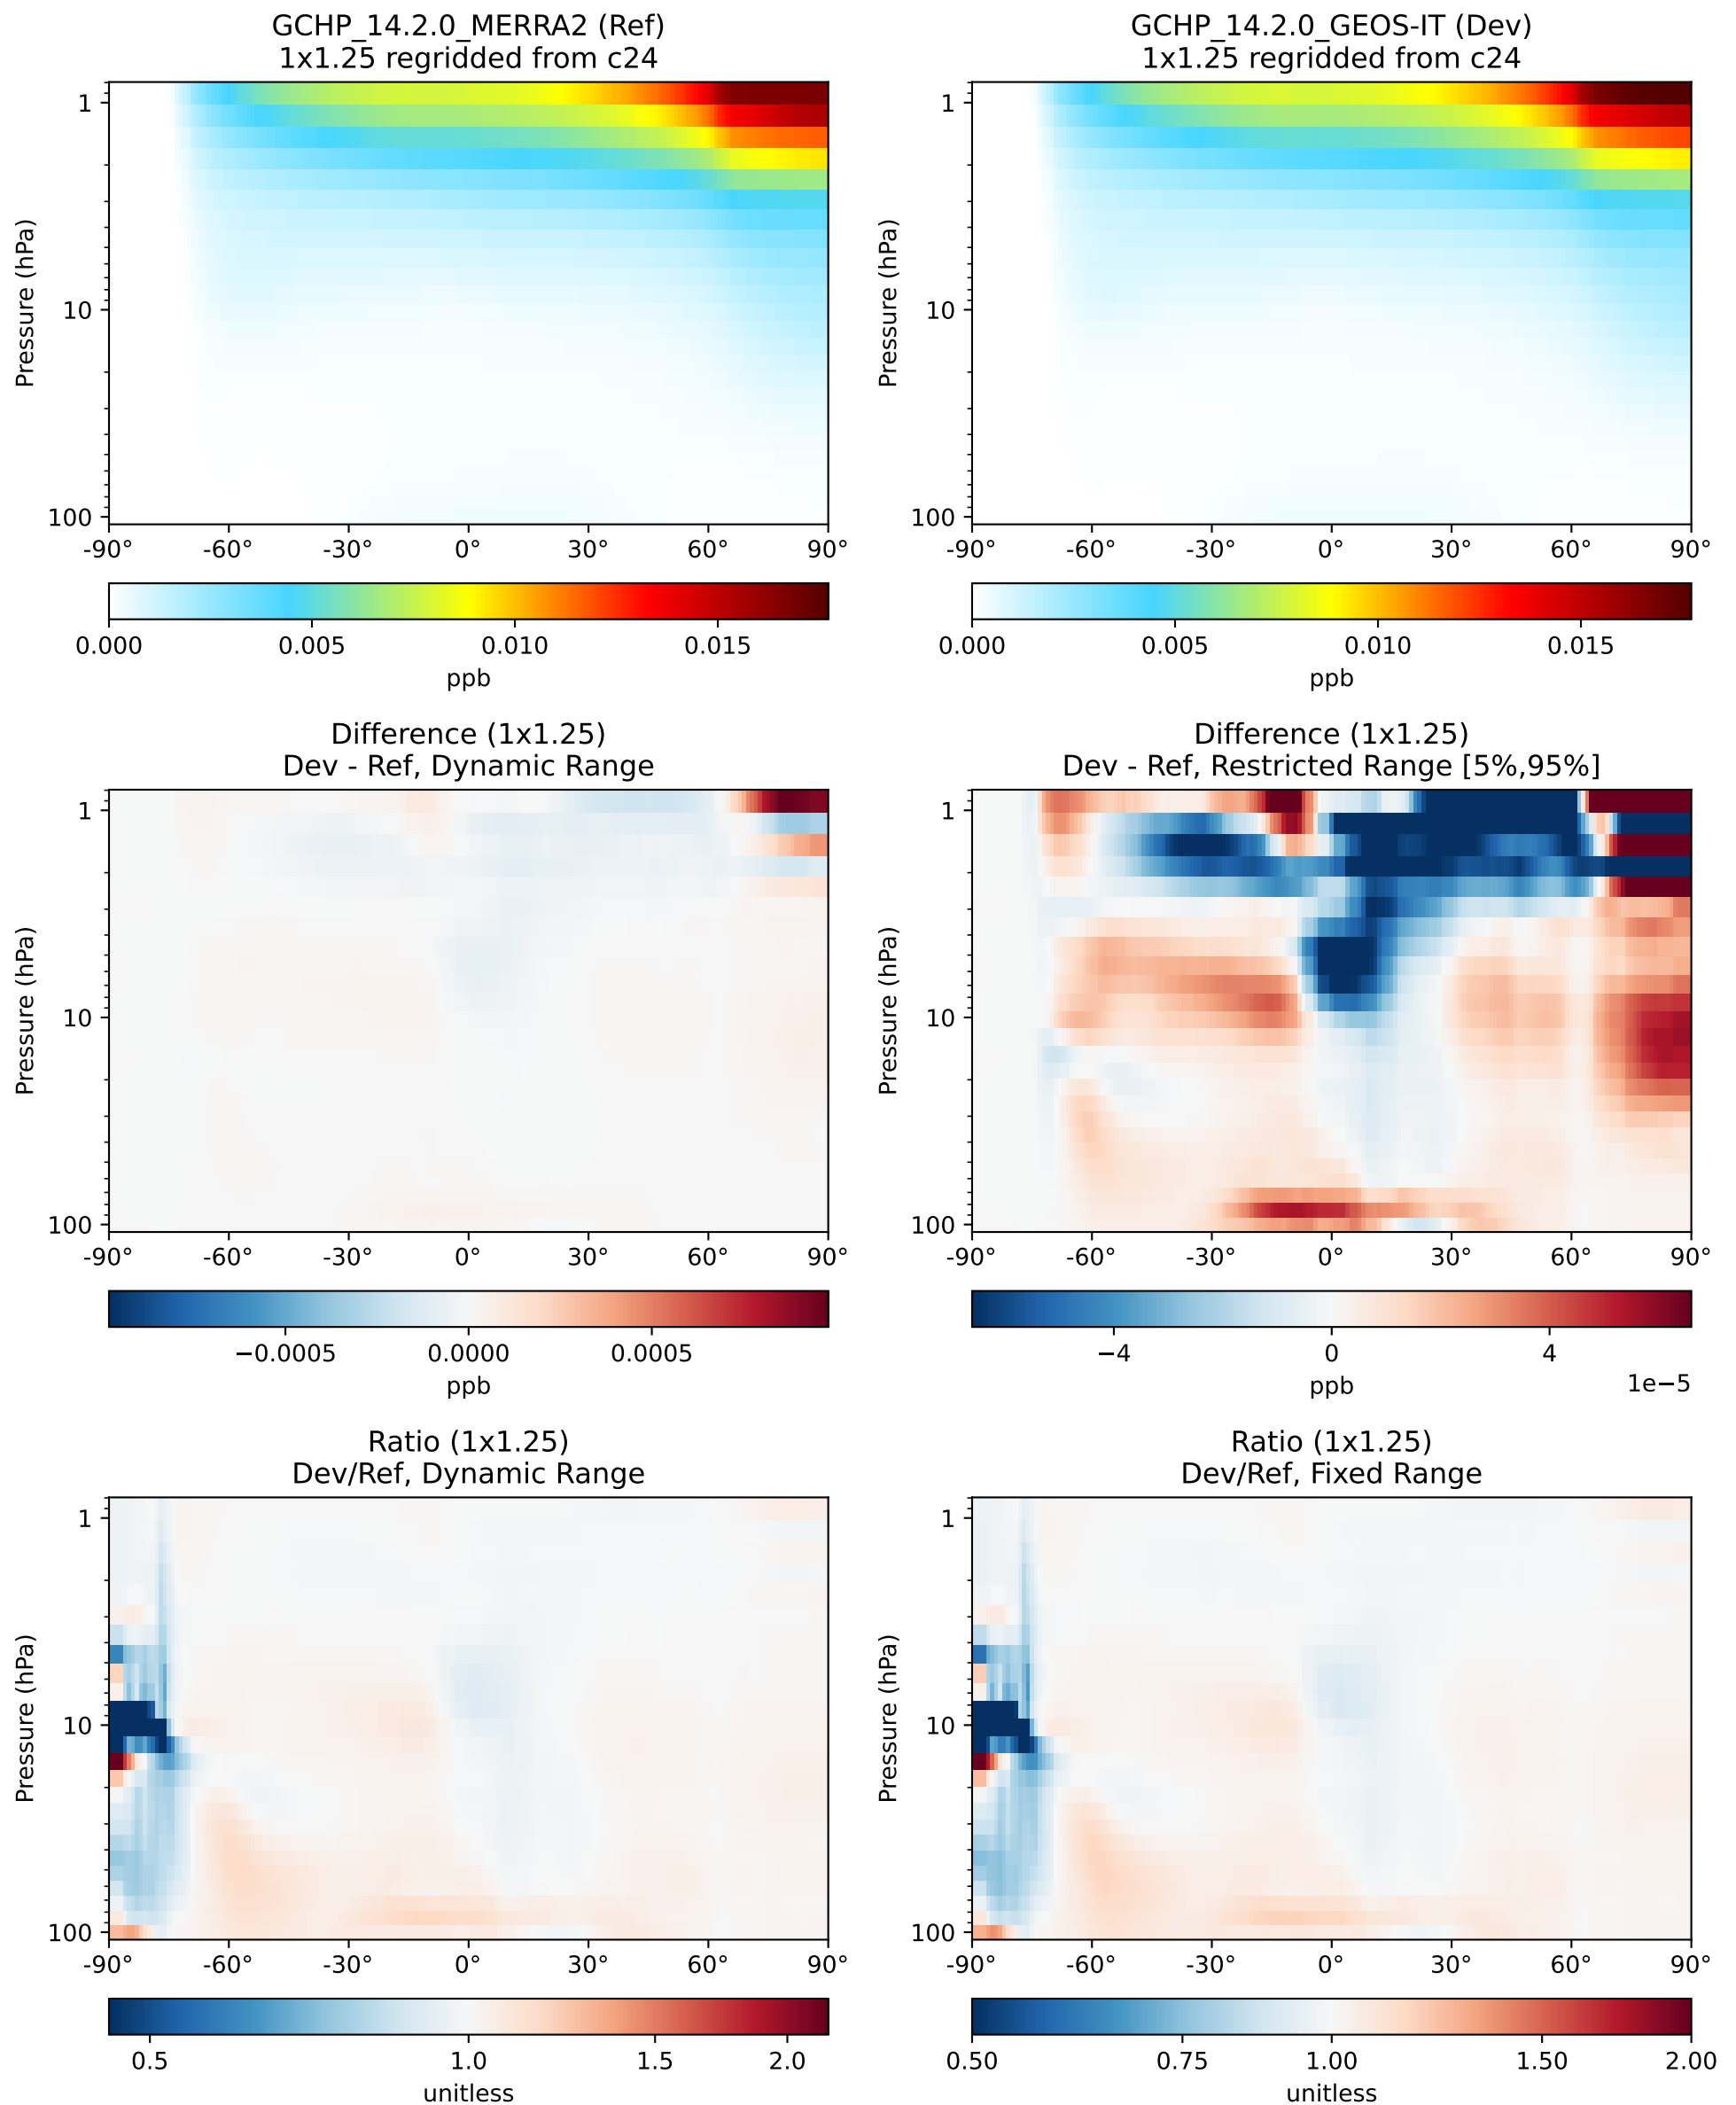 GCHP_14.2.0_MERRA2 (Ref)
1x1.25 regridded from c24
Pressure (hPa)
1
10
100
-90° -60° -30° 0° 30° 60° 90°
0.000 0.005 0.010 0.015
ppb
GCHP_14.2.0_GEOS-IT (Dev)
1x1.25 regridded from c24
Pressure (hPa)
1
10
100
-90° -60° -30° 0° 30° 60° 90°
0.000 0.005 0.010 0.015
ppb
Difference (1x1.25)
Dev - Ref, Dynamic Range
Pressure (hPa)
1
10
100
-90° -60° -30° 0° 30° 60° 90°
−0.0005 0.0000 0.0005
ppb
Difference (1x1.25)
Dev - Ref, Restricted Range [5%,95%]
Pressure (hPa)
1
10
100
-90° -60° -30° 0° 30° 60° 90°
−4 0 4
1e−5
ppb
Ratio (1x1.25)
Dev/Ref, Dynamic Range
Pressure (hPa)
1
10
100
-90° -60° -30° 0° 30° 60° 90°
0.5 1.0 1.5 2.0
unitless
Ratio (1x1.25)
Dev/Ref, Fixed Range
Pressure (hPa)
1
10
100
-90° -60° -30° 0° 30° 60° 90°
0.50 0.75 1.00 1.50 2.00
unitless